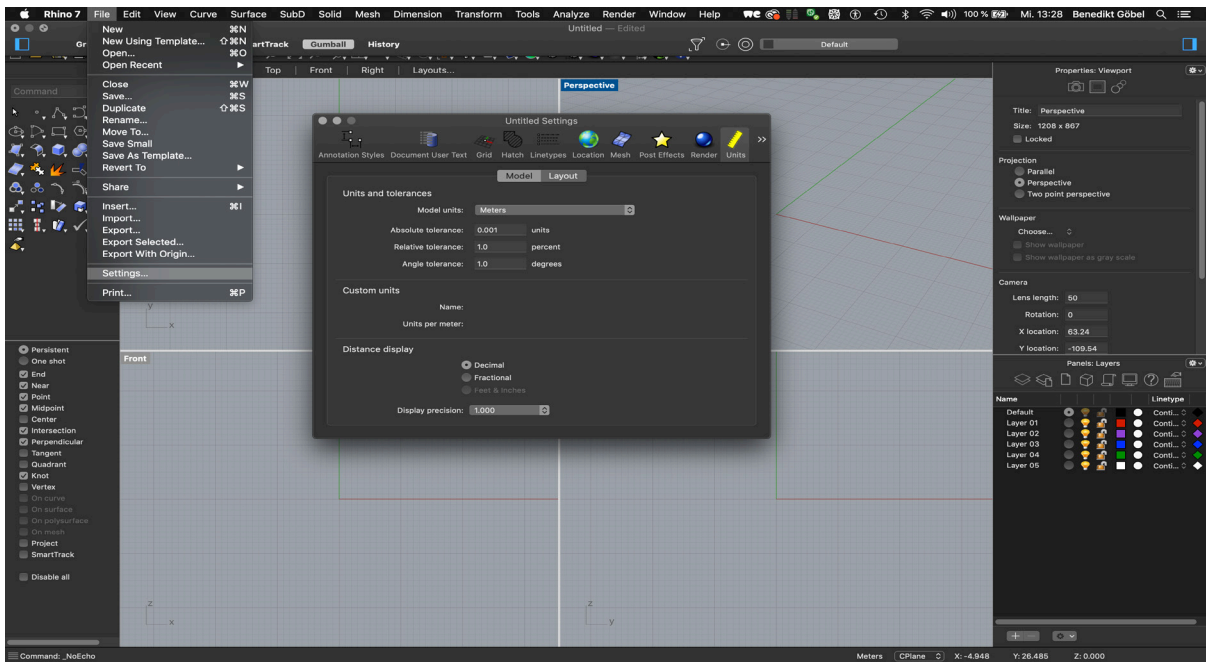 Rhino 7 File Edit View Curve Surface SubD Solid Mesh Dimension Transform Tools Analyze Render Window Help 100 % Mi. 13:28 Benedikt Göbel
Untitled — Edited
Gr
artTrack Gumball History
Default
New ⌘N
New Using Template... ⇧⌘N
Open... ⌘O
Open Recent
Close ⌘W
Save... ⌘S
Duplicate ⇧⌘S
Rename...
Move To...
Save Small
Save As Template...
Revert To
Share
Insert... ⌘I
Import...
Export...
Export Selected...
Export With Origin...
Settings...
Print... ⌘P
Top Front Right Layouts...
Command
Perspective
Untitled Settings
Annotation Styles Document User Text Grid Hatch Linetypes Location Mesh Post Effects Render Units
Model Layout
Units and tolerances
Model units: Meters
Absolute tolerance: 0.001 units
Relative tolerance: 1.0 percent
Angle tolerance: 1.0 degrees
Custom units
Name:
Units per meter:
Distance display
Decimal
Fractional
Feet & Inches
Display precision: 1.000
y
x
Front
z
x
z
y
Persistent
One shot
End
Near
Point
Midpoint
Center
Intersection
Perpendicular
Tangent
Quadrant
Knot
Vertex
On curve
On surface
On polysurface
On mesh
Project
SmartTrack
Disable all
Properties: Viewport
Title: Perspective
Size: 1208 x 867
Locked
Projection
Parallel
Perspective
Two point perspective
Wallpaper
Choose...
Show wallpaper
Show wallpaper as gray scale
Camera
Lens length: 50
Rotation: 0
X location: 63.24
Y location: -109.54
Panels: Layers
Name Linetype
Default Conti...
Layer 01 Conti...
Layer 02 Conti...
Layer 03 Conti...
Layer 04 Conti...
Layer 05 Conti...
Command: _NoEcho
Meters CPlane X: -4.948 Y: 26.485 Z: 0.000